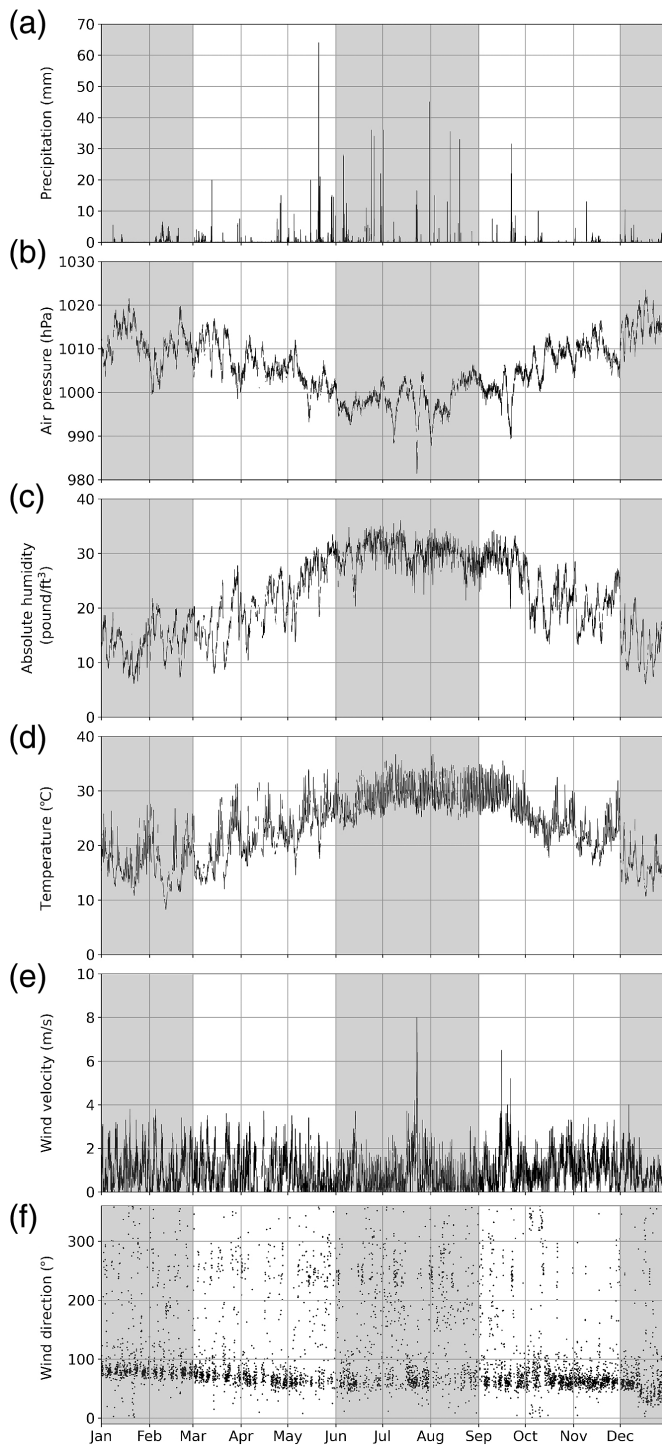 (a)
70
60
50
40
30
20
10
0
Precipitation (mm)
(b)
1030
1020
1010
1000
990
980
Air pressure (hPa)
(c)
40
30
20
10
0
Absolute humidity
(pound/ft³)
(d)
40
30
20
10
0
Temperature (°C)
(e)
10
8
6
4
2
0
Wind velocity (m/s)
(f)
300
200
100
0
Wind direction (°)
Jan Feb Mar Apr May Jun Jul Aug Sep Oct Nov Dec